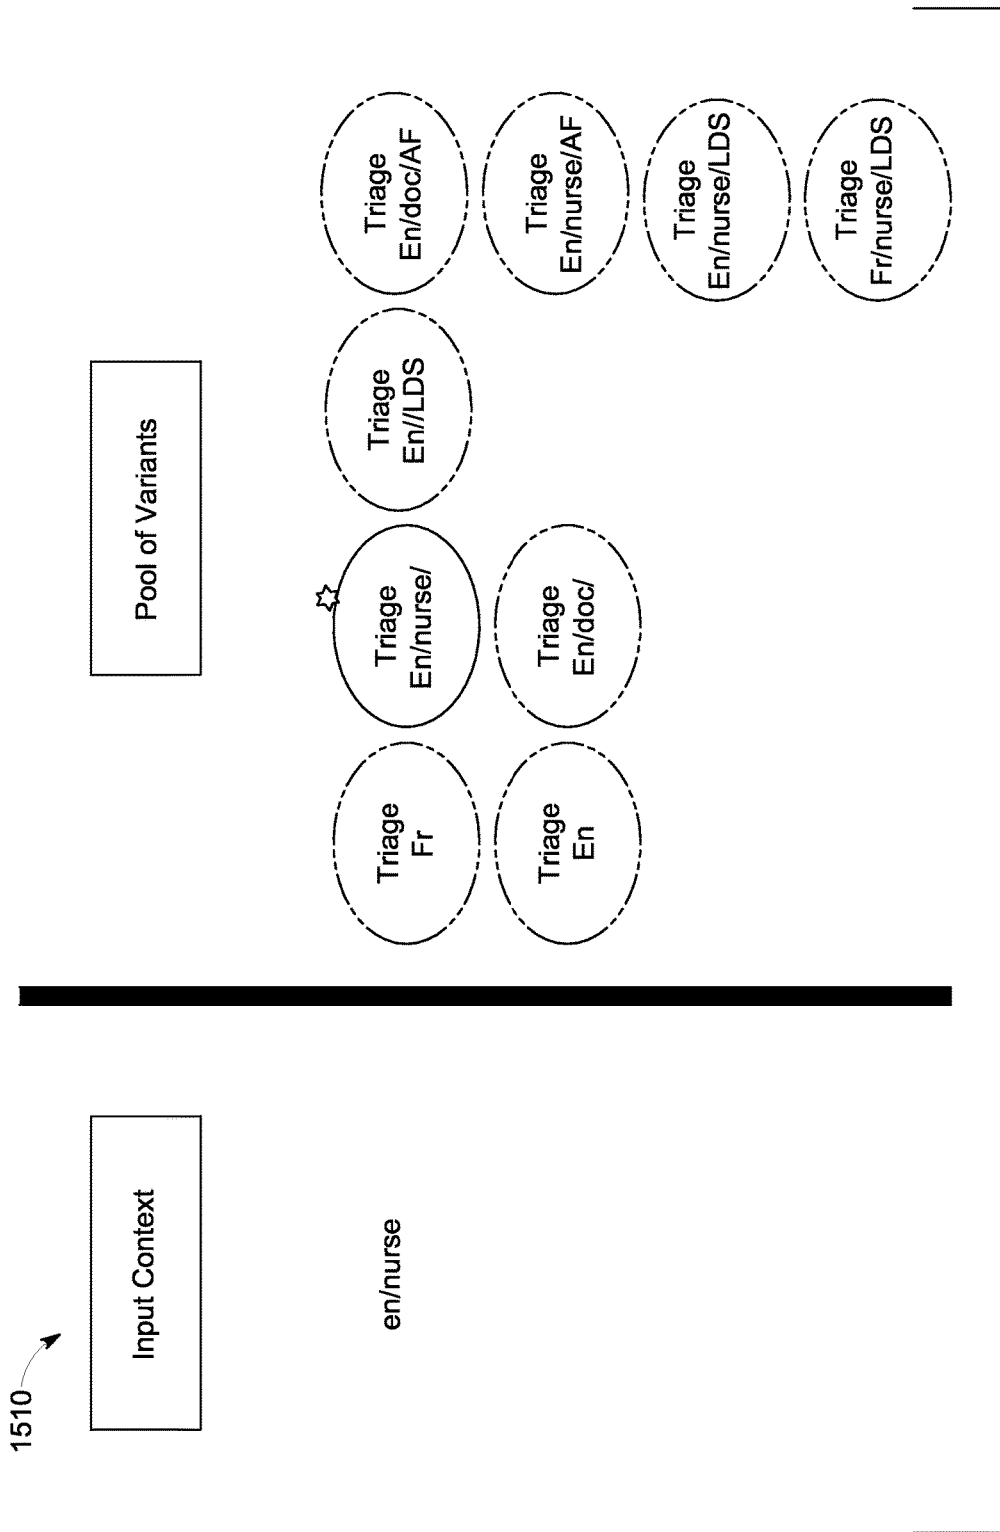 1510
Input Context
en/nurse
Pool of Variants
Triage
Fr
Triage
En/nurse/
Triage
En//LDS
Triage
En/doc/AF
Triage
En
Triage
En/doc/
Triage
En/nurse/AF
Triage
En/nurse/LDS
Triage
Fr/nurse/LDS